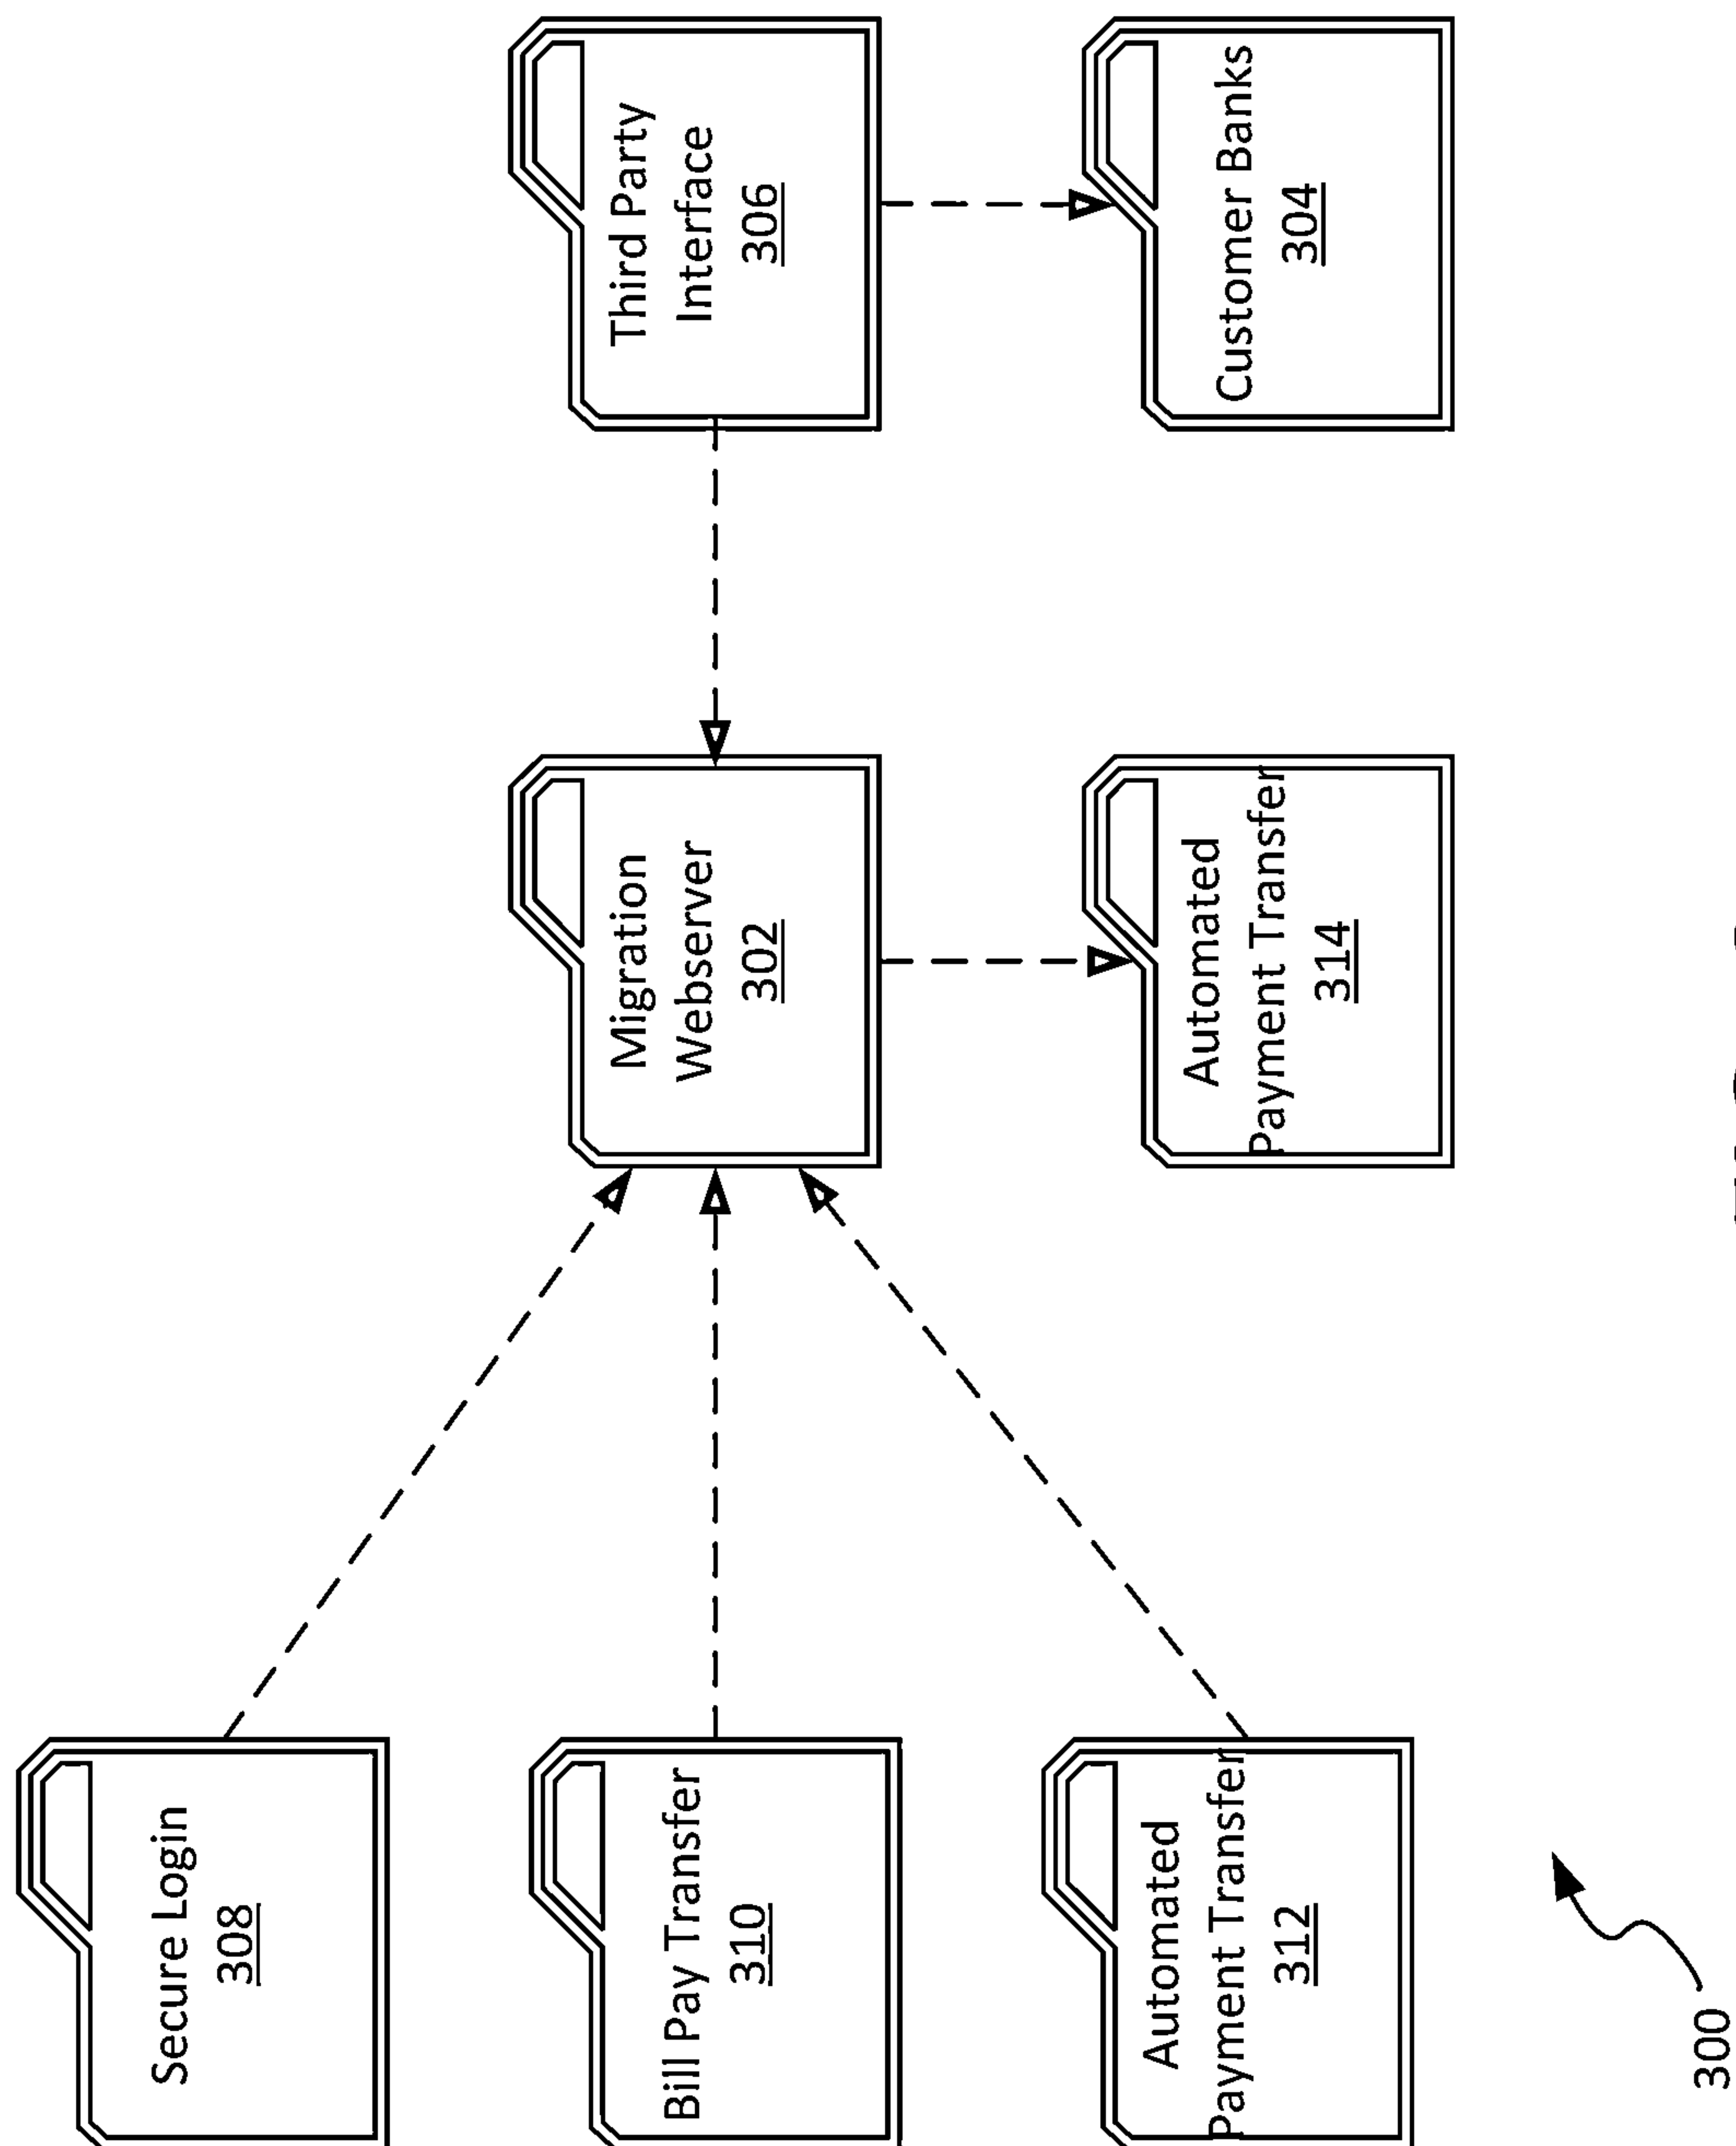 Secure Login
308
Bill Pay Transfer
310
Automated
Payment Transfer
312
Migration
Webserver
302
Automated
Payment Transfer
314
Third Party
Interface
306
Customer Banks
304
300